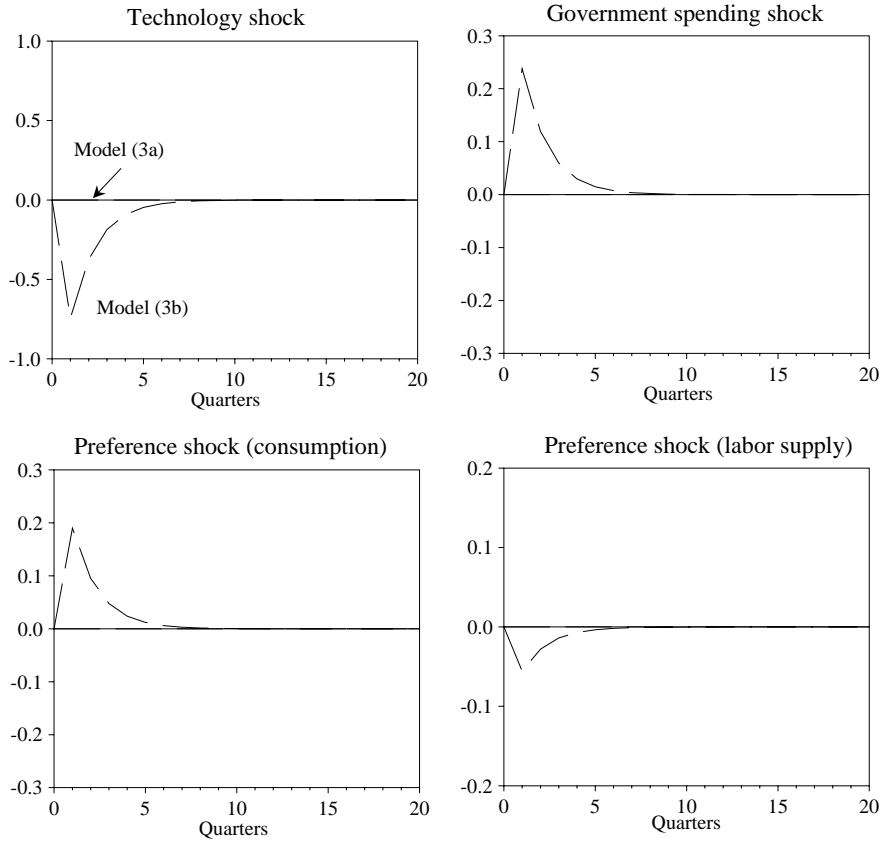 Technology shock
1.0
0.5
0.0
-0.5
-1.0
Model (3a)
Model (3b)
0 5 10 15 20
Quarters
Government spending shock
0.3
0.2
0.1
0.0
-0.1
-0.2
-0.3
0 5 10 15 20
Quarters
Preference shock (consumption)
0.3
0.2
0.1
0.0
-0.1
-0.2
-0.3
0 5 10 15 20
Quarters
Preference shock (labor supply)
0.2
0.1
0.0
-0.1
-0.2
0 5 10 15 20
Quarters